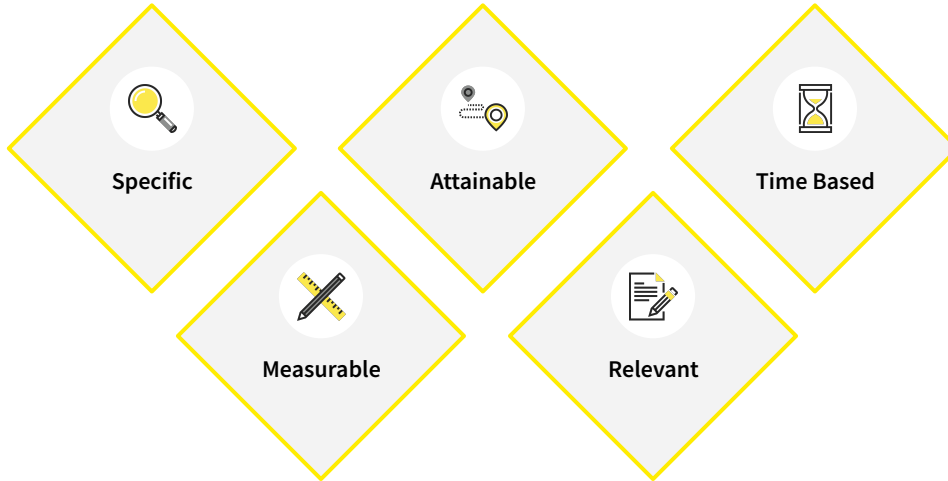 Specific
Attainable
Time Based
Measurable
Relevant